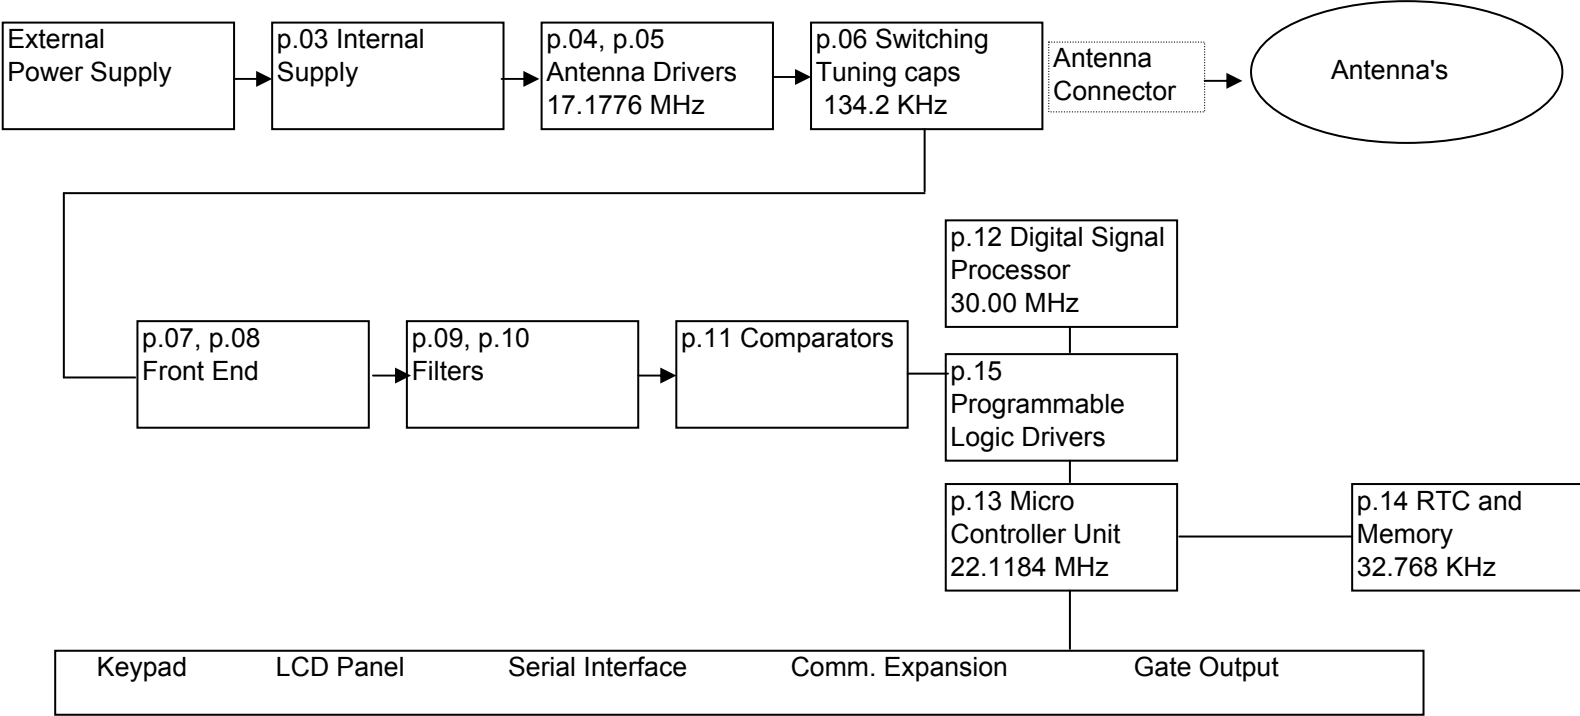 External
Power Supply
p.03 Internal
Supply
p.04, p.05
Antenna Drivers
17.1776 MHz
p.06 Switching
Tuning caps
134.2 KHz
Antenna
Connector
Antenna's
p.12 Digital Signal
Processor
30.00 MHz
p.07, p.08
Front End
p.09, p.10
Filters
p.11 Comparators
p.15
Programmable
Logic Drivers
p.13 Micro
Controller Unit
22.1184 MHz
p.14 RTC and
Memory
32.768 KHz
Keypad LCD Panel Serial Interface Comm. Expansion Gate Output